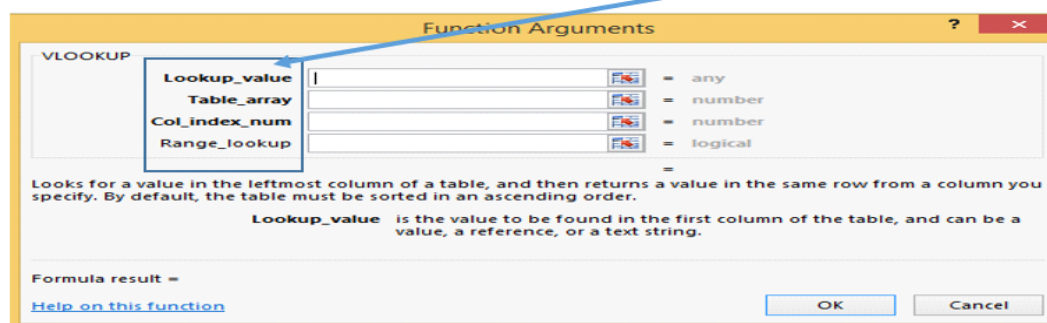 Function Arguments ? ×
VLOOKUP
Lookup_value = any
Table_array = number
Col_index_num = number
Range_lookup = logical
=
Looks for a value in the leftmost column of a table, and then returns a value in the same row from a column you
specify. By default, the table must be sorted in an ascending order.
Lookup_value is the value to be found in the first column of the table, and can be a
value, a reference, or a text string.
Formula result =
Help on this function OK Cancel